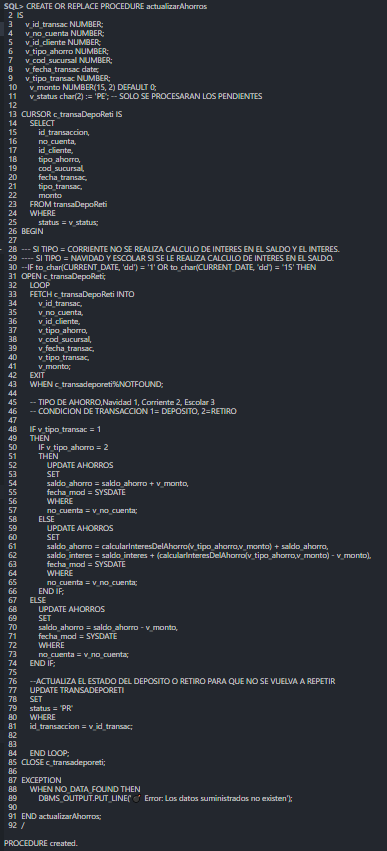 SQL> CREATE OR REPLACE PROCEDURE actualizarAhorros
2 IS
3 v_id_transac NUMBER;
4 v_no_cuenta NUMBER;
5 v_id_cliente NUMBER;
6 v_tipo_ahorro NUMBER;
7 v_cod_sucursal NUMBER;
8 v_fecha_transac date;
9 v_tipo_transac NUMBER;
10 v_monto NUMBER(15, 2) DEFAULT 0;
11 v_status char(2) := 'PE'; -- SOLO SE PROCESARAN LOS PENDIENTES
12
13 CURSOR c_transaDepoReti IS
14 SELECT
15 id_transaccion,
16 no_cuenta,
17 id_cliente,
18 tipo_ahorro,
19 cod_sucursal,
20 fecha_transac,
21 tipo_transac,
22 monto
23 FROM transaDepoReti
24 WHERE
25 status = v_status;
26 BEGIN
27
28 --- SI TIPO = CORRIENTE NO SE REALIZA CALCULO DE INTERES EN EL SALDO Y EL INTERES.
29 ---- SI TIPO = NAVIDAD Y ESCOLAR SI SE LE REALIZA CALCULO DE INTERES EN EL SALDO.
30 --IF to_char(CURRENT_DATE, 'dd') = '1' OR to_char(CURRENT_DATE, 'dd') = '15' THEN
31 OPEN c_transaDepoReti;
32 LOOP
33 FETCH c_transaDepoReti INTO
34 v_id_transac,
35 v_no_cuenta,
36 v_id_cliente,
37 v_tipo_ahorro,
38 v_cod_sucursal,
39 v_fecha_transac,
40 v_tipo_transac,
41 v_monto;
42 EXIT
43 WHEN c_transadeporeti%NOTFOUND;
44
45 -- TIPO DE AHORRO,Navidad 1, Corriente 2, Escolar 3
46 -- CONDICION DE TRANSACCION 1= DEPOSITO, 2=RETIRO
47
48 IF v_tipo_transac = 1
49 THEN
50 IF v_tipo_ahorro = 2
51 THEN
52 UPDATE AHORROS
53 SET
54 saldo_ahorro = saldo_ahorro + v_monto,
55 fecha_mod = SYSDATE
56 WHERE
57 no_cuenta = v_no_cuenta;
58 ELSE
59 UPDATE AHORROS
60 SET
61 saldo_ahorro = calcularInteresDelAhorro(v_tipo_ahorro,v_monto) + saldo_ahorro,
62 saldo_interes = saldo_interes + (calcularInteresDelAhorro(v_tipo_ahorro,v_monto) - v_monto),
63 fecha_mod = SYSDATE
64 WHERE
65 no_cuenta = v_no_cuenta;
66 END IF;
67 ELSE
68 UPDATE AHORROS
69 SET
70 saldo_ahorro = saldo_ahorro - v_monto,
71 fecha_mod = SYSDATE
72 WHERE
73 no_cuenta = v_no_cuenta;
74 END IF;
75
76 --ACTUALIZA EL ESTADO DEL DEPOSITO O RETIRO PARA QUE NO SE VUELVA A REPETIR
77 UPDATE TRANSADEPORETI
78 SET
79 status = 'PR'
80 WHERE
81 id_transaccion = v_id_transac;
82
83
84 END LOOP;
85 CLOSE c_transadeporeti;
86
87 EXCEPTION
88 WHEN NO_DATA_FOUND THEN
89 DBMS_OUTPUT.PUT_LINE(' Error: Los datos suministrados no existen');
90
91 END actualizarAhorros;
92 /
PROCEDURE created.